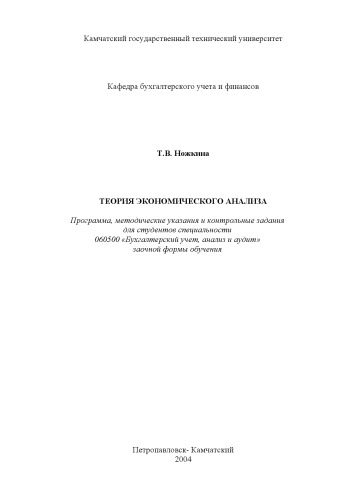 Камчатский государственный технический университет
Кафедра бухгалтерского учета и финансов
Т.В. Ножкина
ТЕОРИЯ ЭКОНОМИЧЕСКОГО АНАЛИЗА
Программа, методические указания и контрольные задания
для студентов специальности
060500 «Бухгалтерский учет, анализ и аудит»
заочной формы обучения
Петропавловск- Камчатский
2004